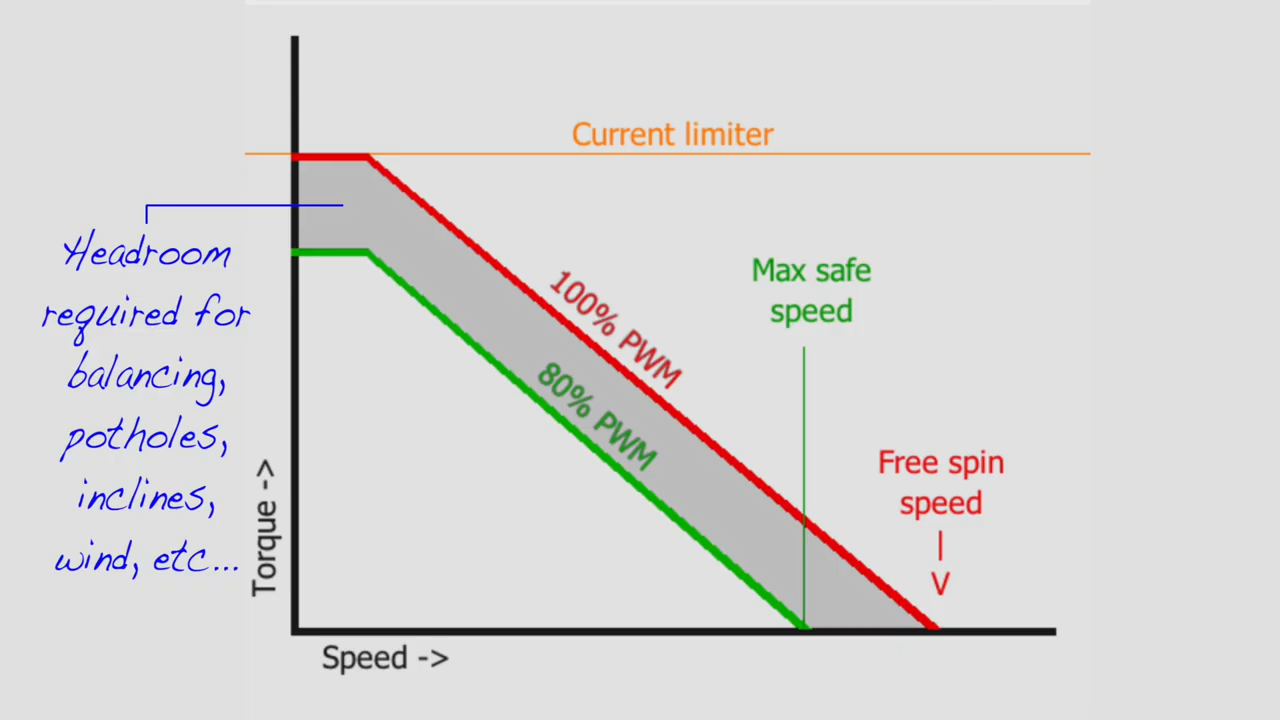 Current limiter
Headroom
required for
balancing,
potholes,
inclines,
wind, etc...
100% PWM
80% PWM
Max safe
speed
Free spin
speed
|
V
Torque ->
Speed ->